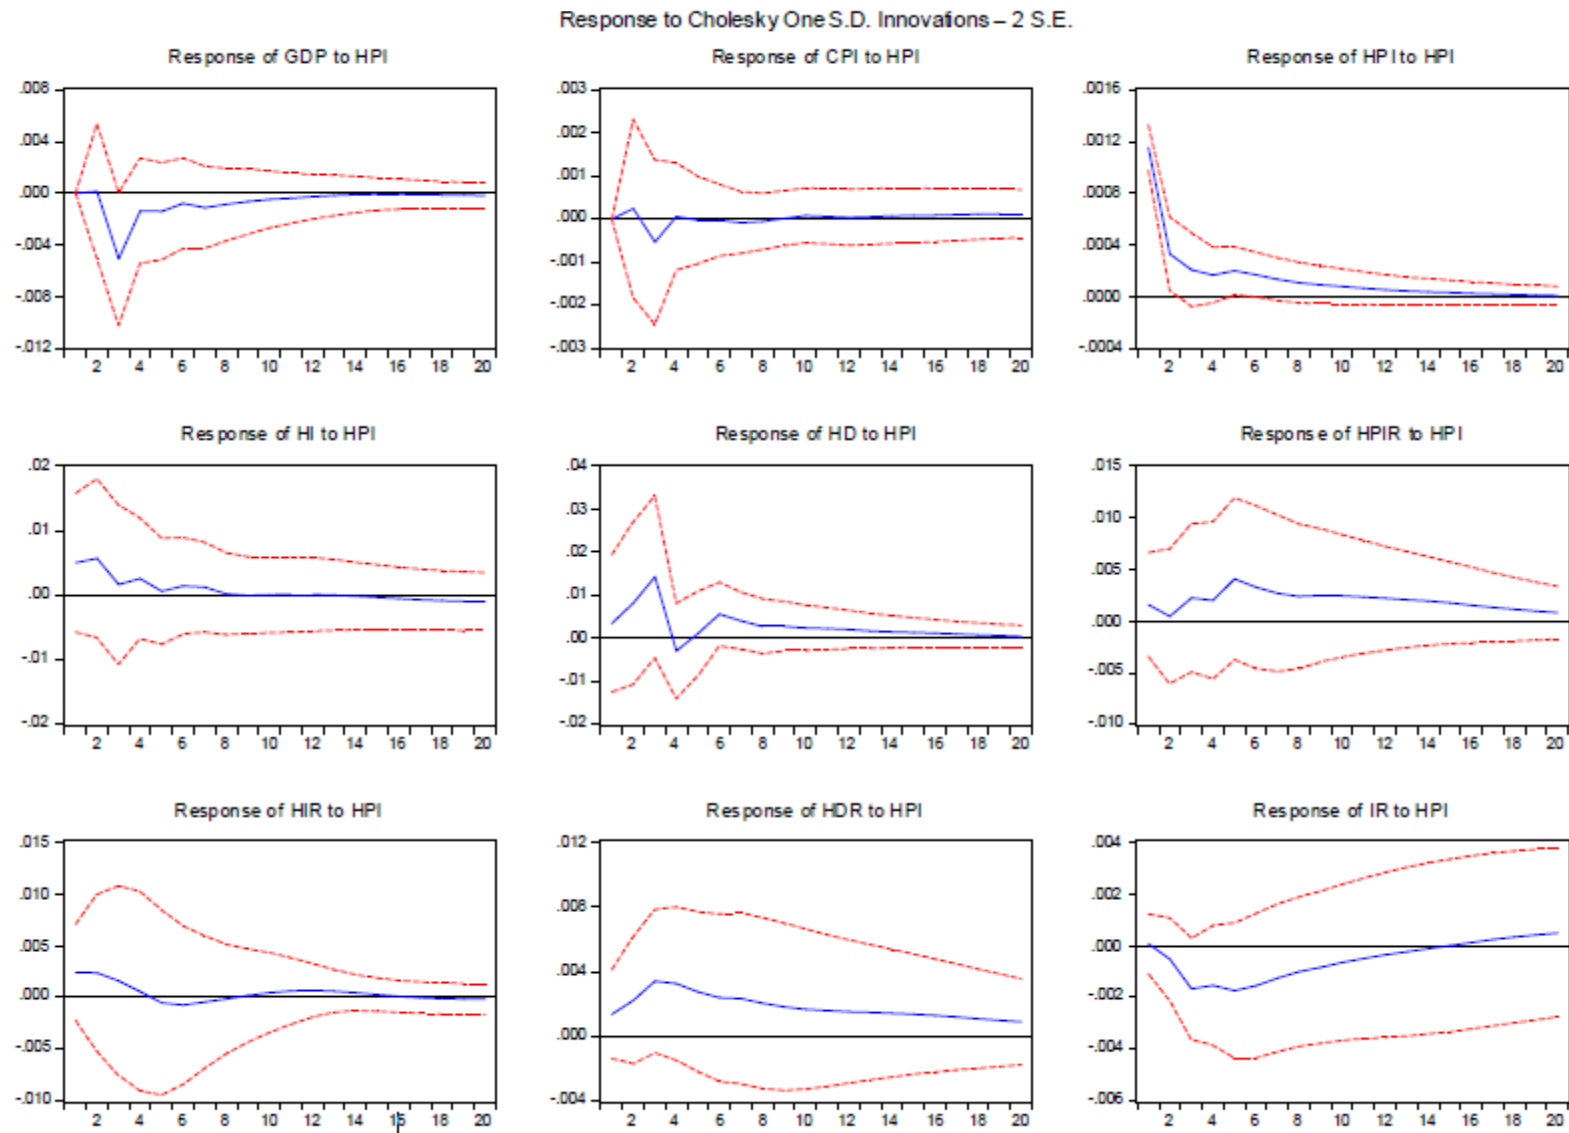 Response to Cholesky One S.D. Innovations – 2 S.E.
Response of GDP to HPI
.008
.004
.000
-.004
-.008
-.012
2 4 6 8 10 12 14 16 18 20
Response of CPI to HPI
.003
.002
.001
.000
-.001
-.002
-.003
2 4 6 8 10 12 14 16 18 20
Response of HPI to HPI
.0016
.0012
.0008
.0004
.0000
-.0004
2 4 6 8 10 12 14 16 18 20
Response of HI to HPI
.02
.01
.00
-.01
-.02
2 4 6 8 10 12 14 16 18 20
Response of HD to HPI
.04
.03
.02
.01
.00
-.01
-.02
2 4 6 8 10 12 14 16 18 20
Response of HPIR to HPI
.015
.010
.005
.000
-.005
-.010
2 4 6 8 10 12 14 16 18 20
Response of HIR to HPI
.015
.010
.005
.000
-.005
-.010
2 4 6 8 10 12 14 16 18 20
Response of HDR to HPI
.012
.008
.004
.000
-.004
2 4 6 8 10 12 14 16 18 20
Response of IR to HPI
.004
.002
.000
-.002
-.004
-.006
2 4 6 8 10 12 14 16 18 20